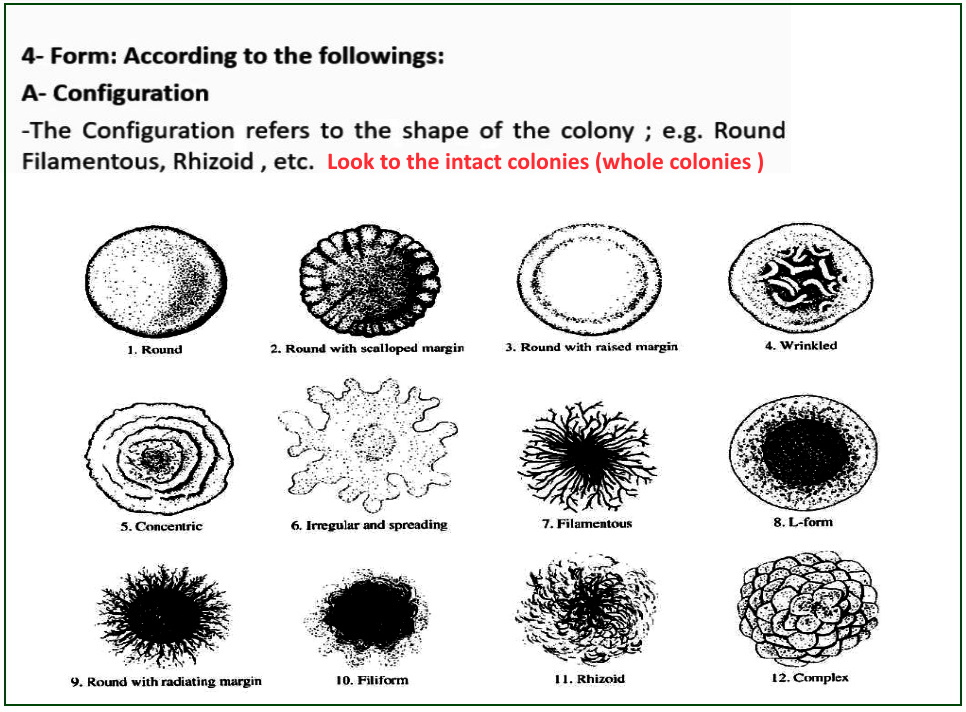 4- Form: According to the followings:
A- Configuration
-The Configuration refers to the shape of the colony ; e.g. Round
Filamentous, Rhizoid , etc. Look to the intact colonies (whole colonies )
1. Round
2. Round with scalloped margin
3. Round with raised margin
4. Wrinkled
5. Concentric
6. Irregular and spreading
7. Filamentous
8. L-form
9. Round with radiating margin
10. Filiform
11. Rhizoid
12. Complex